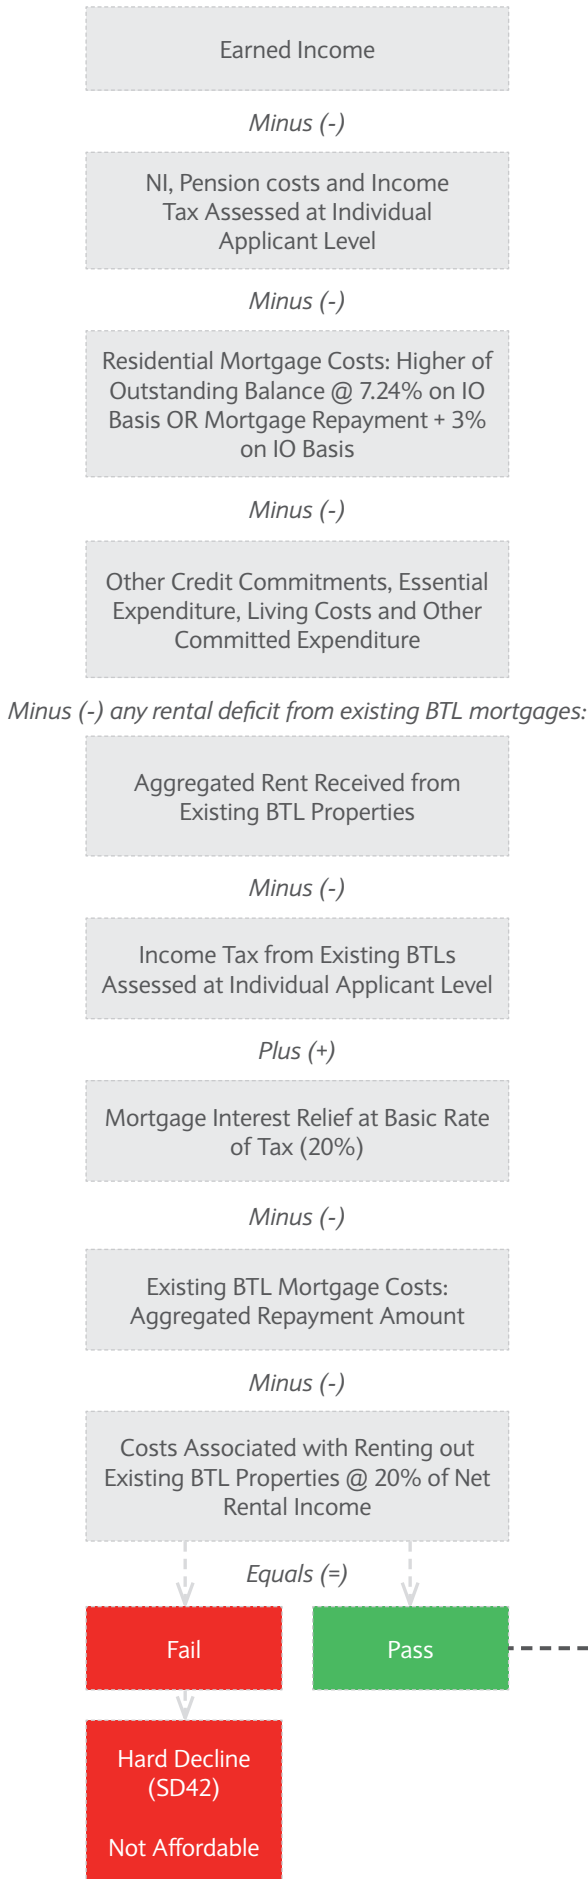 Earned Income
Minus (-)
NI, Pension costs and Income
Tax Assessed at Individual
Applicant Level
Minus (-)
Residential Mortgage Costs: Higher of
Outstanding Balance @ 7.24% on IO
Basis OR Mortgage Repayment + 3%
on IO Basis
Minus (-)
Other Credit Commitments, Essential
Expenditure, Living Costs and Other
Committed Expenditure
Minus (-) any rental deficit from existing BTL mortgages:
Aggregated Rent Received from
Existing BTL Properties
Minus (-)
Income Tax from Existing BTLs
Assessed at Individual Applicant Level
Plus (+)
Mortgage Interest Relief at Basic Rate
of Tax (20%)
Minus (-)
Existing BTL Mortgage Costs:
Aggregated Repayment Amount
Minus (-)
Costs Associated with Renting out
Existing BTL Properties @ 20% of Net
Rental Income
Equals (=)
Fail
Pass
Hard Decline
(SD42)
Not Affordable